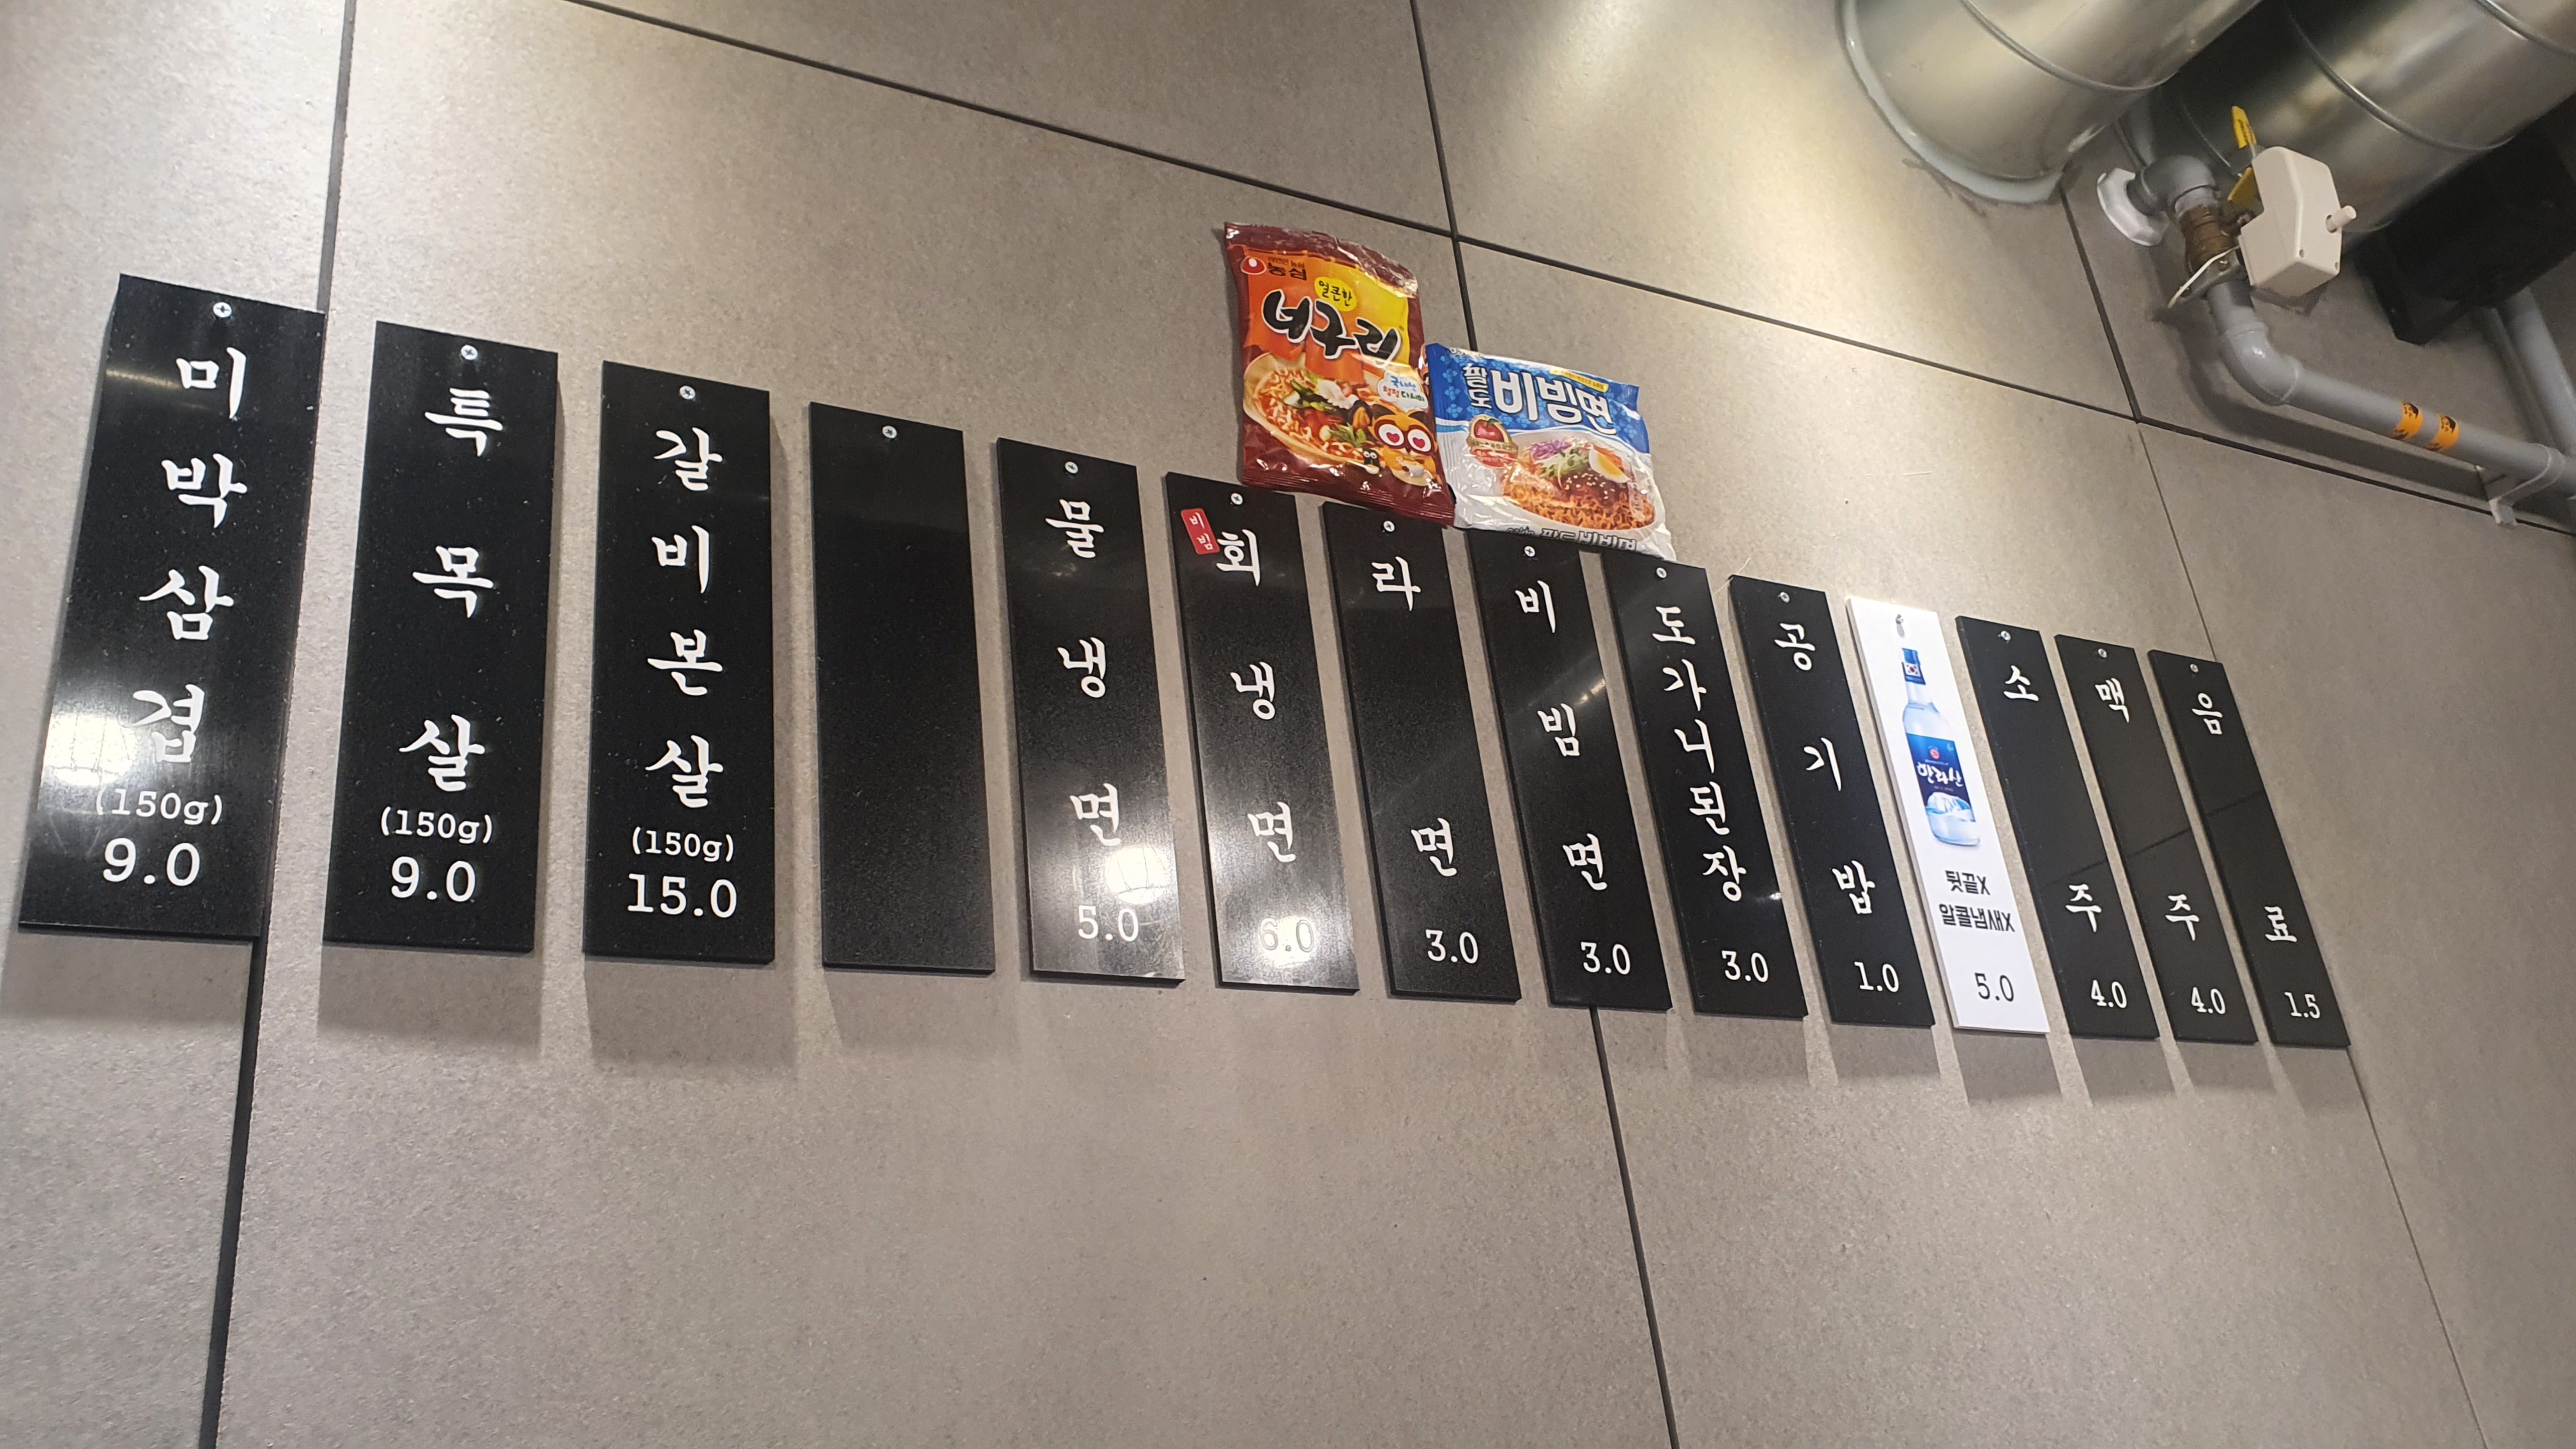 미박삼겹
(150g)
9.0
특목살
(150g)
9.0
갈비본살
(150g)
15.0
물냉면
5.0
비빔
회냉면
6.0
라면
3.0
비빔면
3.0
도가니된장
3.0
공기밥
1.0
한라산
뒷끝X
알콜냄새X
5.0
소주
4.0
맥주
4.0
음료
1.5
농심
얼큰한
너구리
팔도
비빔면